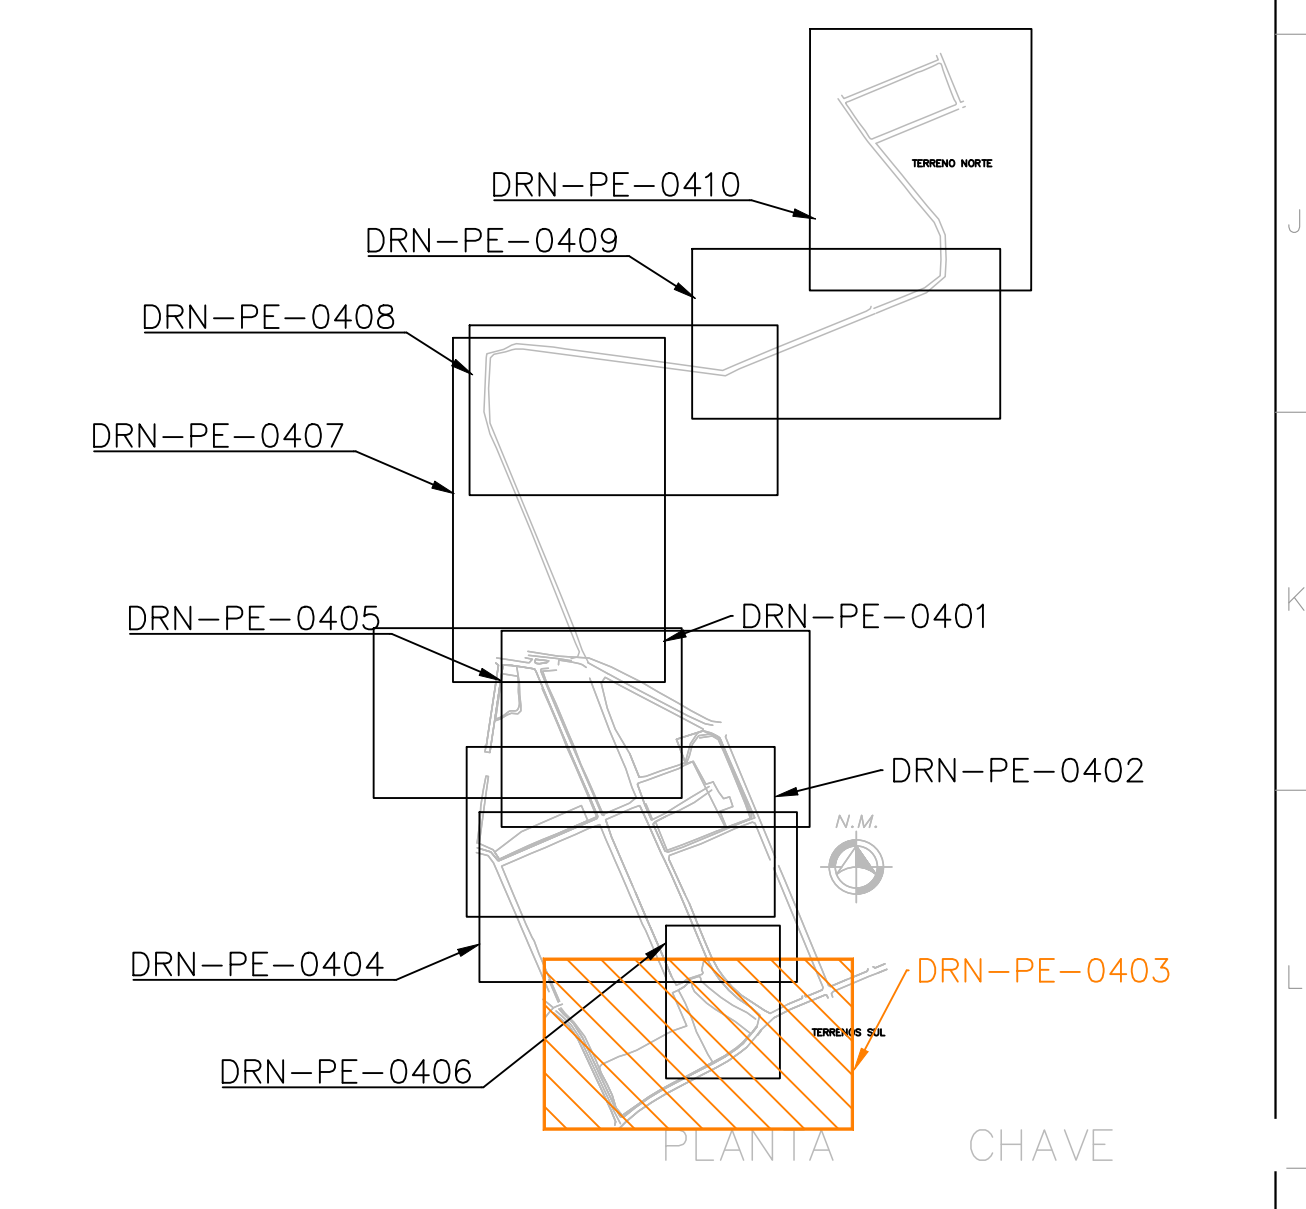 TERRENO NORTE
DRN-PE-0410
J
DRN-PE-0409
DRN-PE-0408
DRN-PE-0407
K
DRN-PE-0405
DRN-PE-0401
DRN-PE-0402
N.M.
DRN-PE-0404
DRN-PE-0403
L
TERRENOS SUL
DRN-PE-0406
PLANTA CHAVE